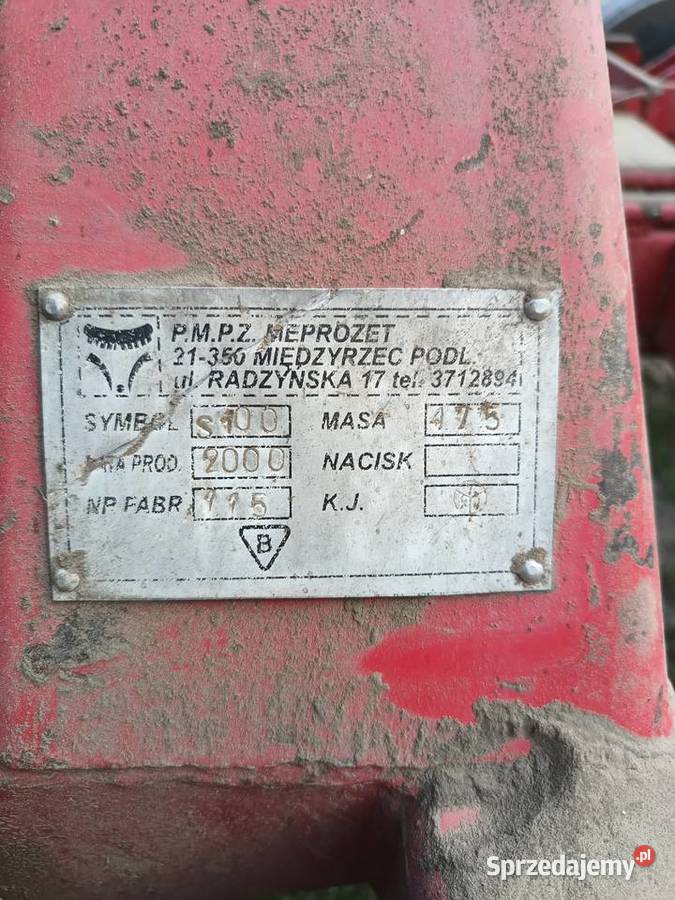 P.M.P.Z. MEPROZET
21-350 MIĘDZYRZEC PODL.
ul. RADZYŃSKA 17 tel. 3712894
SYMBOL S100 MASA 475
PROD. 2000 NACISK
NR FABR. 115 K.J.
B
Sprzedajemy.pl